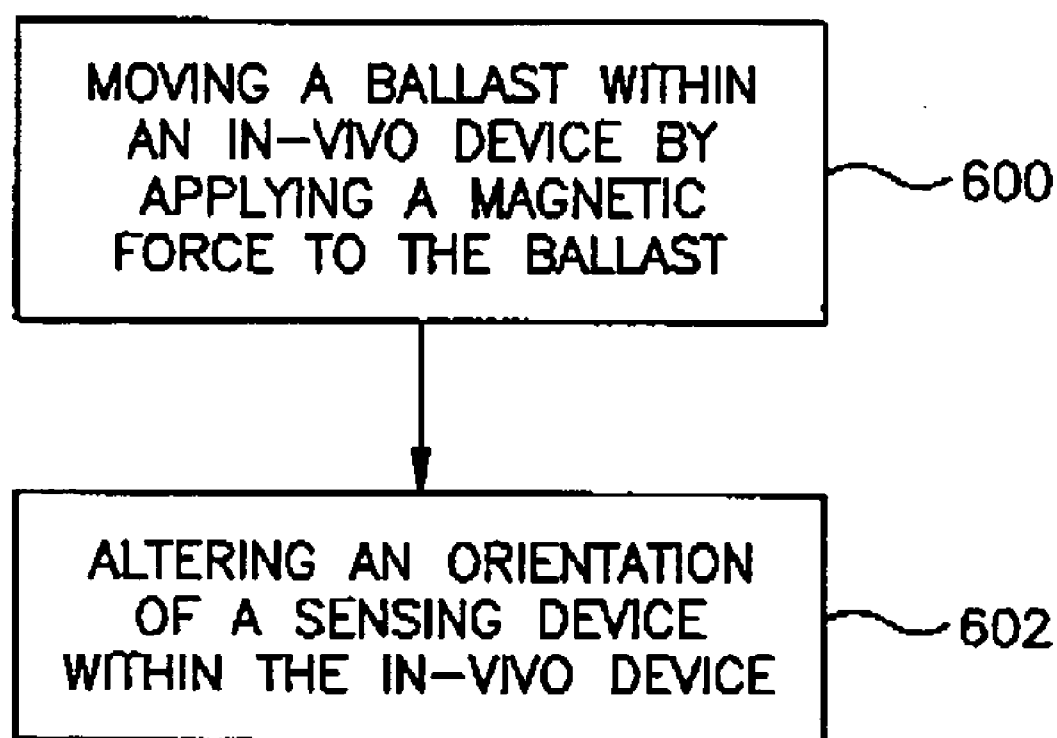 MOVING A BALLAST WITHIN
AN IN-VIVO DEVICE BY
APPLYING A MAGNETIC
FORCE TO THE BALLAST
600
ALTERING AN ORIENTATION
OF A SENSING DEVICE
WITHIN THE IN-VIVO DEVICE
602